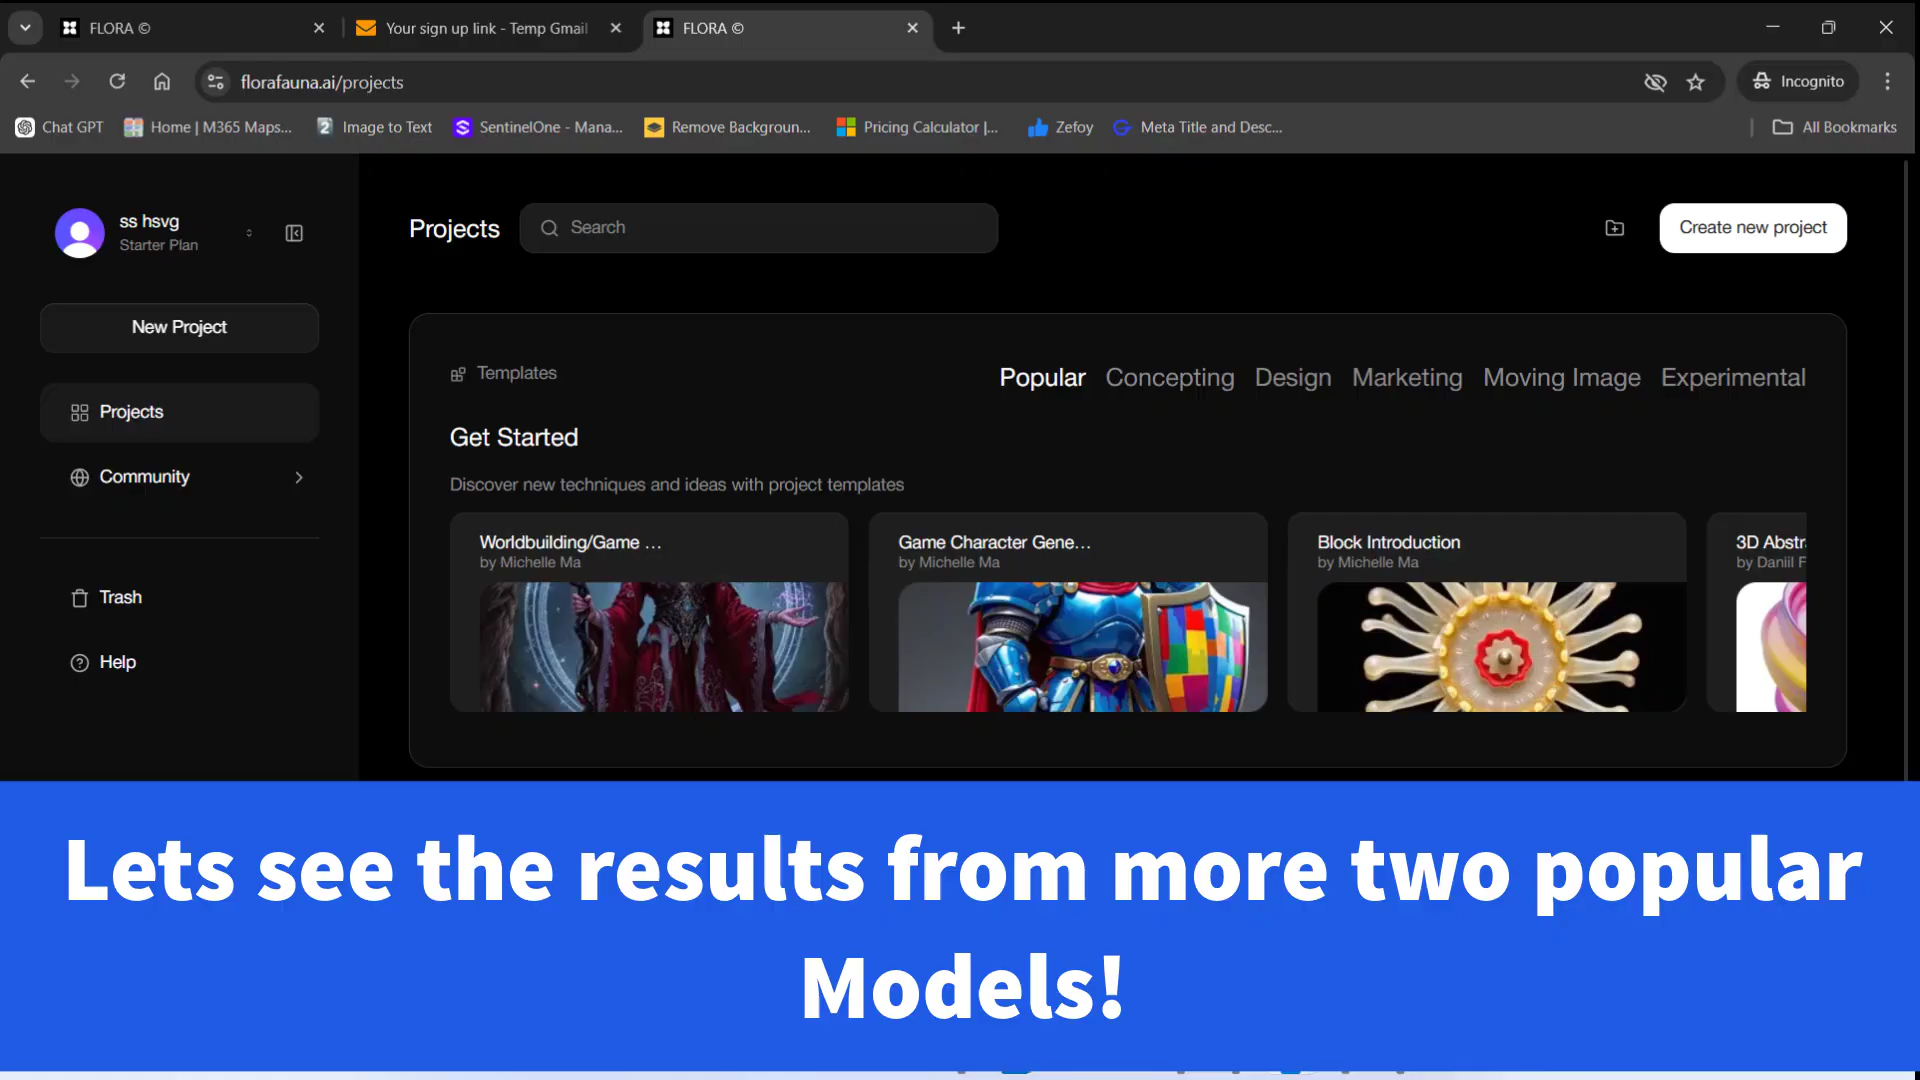 FLORA ©
Your sign up link - Temp Gmail
FLORA ©
florafauna.ai/projects
Incognito
Chat GPT
Home | M365 Maps...
Image to Text
SentinelOne - Mana...
Remove Backgroun...
Pricing Calculator |...
Zefoy
Meta Title and Desc...
All Bookmarks
ss hsvg
Starter Plan
New Project
Projects
Community
Trash
Help
Projects
Search
Create new project
Templates
Popular Concepting Design Marketing Moving Image Experimental
Get Started
Discover new techniques and ideas with project templates
Worldbuilding/Game ...
by Michelle Ma
Game Character Gene...
by Michelle Ma
Block Introduction
by Michelle Ma
3D Abstr
by Daniil F
Lets see the results from more two popular
Models!